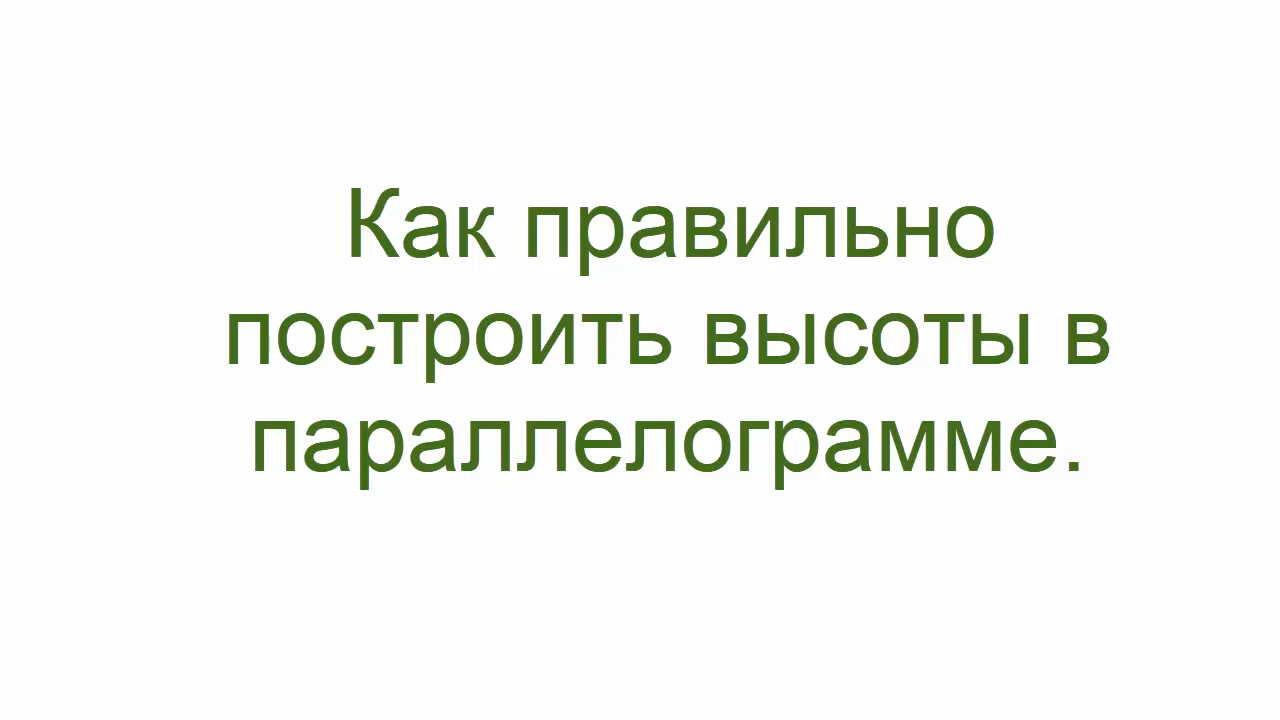 Как правильно
построить высоты в
параллелограмме.